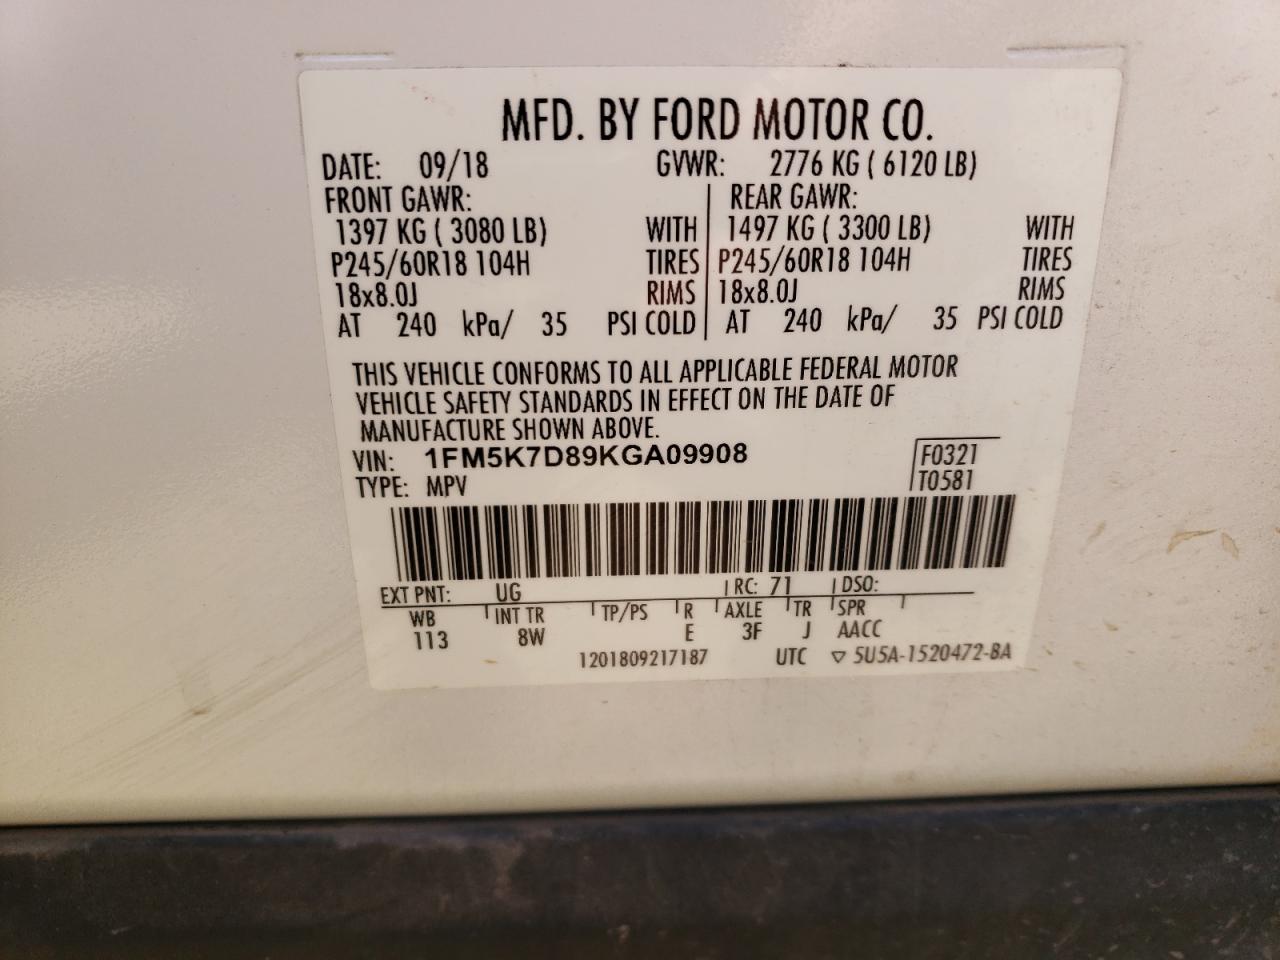 MFD. BY FORD MOTOR CO.
DATE: 09/18 GVWR: 2776 KG ( 6120 LB)
FRONT GAWR: REAR GAWR:
1397 KG ( 3080 LB) WITH 1497 KG ( 3300 LB) WITH
P245/60R18 104H TIRES P245/60R18 104H TIRES
18x8.0J RIMS 18x8.0J RIMS
AT 240 kPa/ 35 PSI COLD AT 240 kPa/ 35 PSI COLD
THIS VEHICLE CONFORMS TO ALL APPLICABLE FEDERAL MOTOR
VEHICLE SAFETY STANDARDS IN EFFECT ON THE DATE OF
MANUFACTURE SHOWN ABOVE.
VIN: 1FM5K7D89KGA09908 F0321
TYPE: MPV T0581
EXT PNT: UG RC: 71 DSO:
WB INT TR TP/PS R AXLE TR SPR
113 8W E 3F J AACC
1201809217187 UTC ▽ 5U5A-1520472-BA